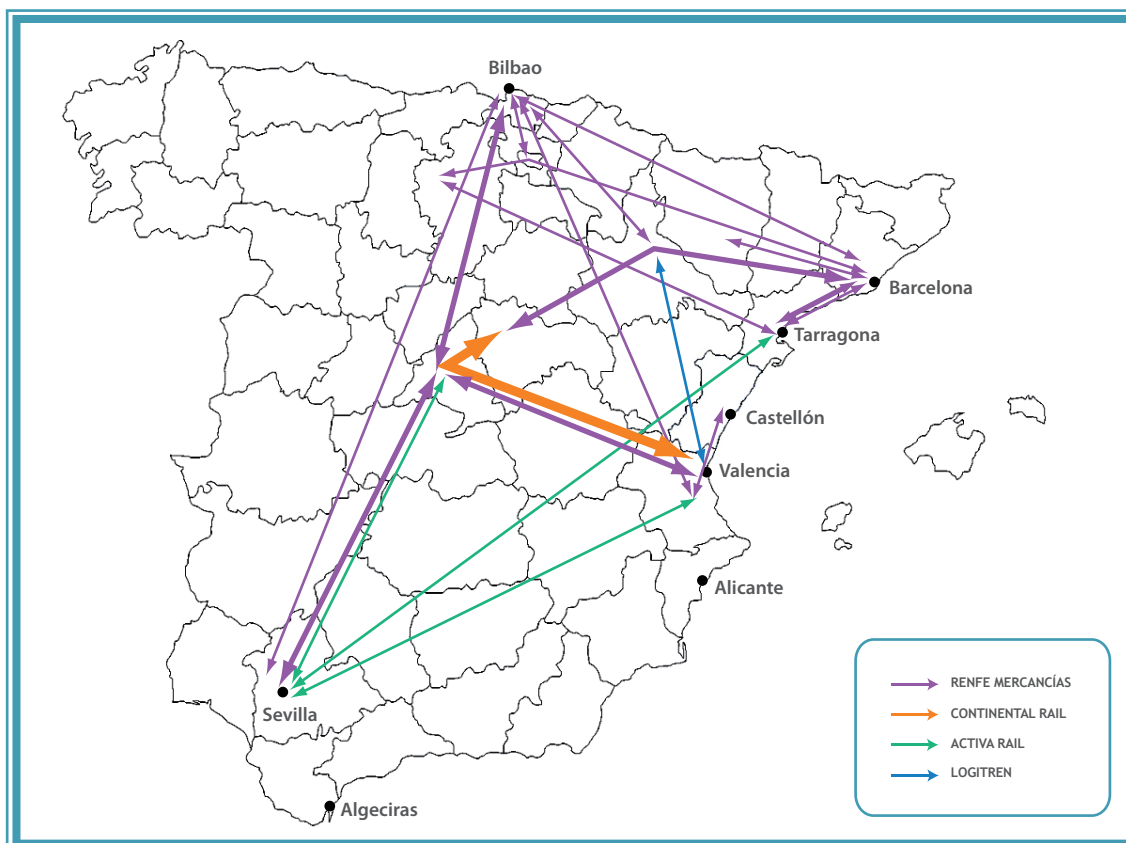 Bilbao
Barcelona
Tarragona
Castellón
Valencia
Alicante
Sevilla
Algeciras
RENFE MERCANCÍAS
CONTINENTAL RAIL
ACTIVA RAIL
LOGITREN